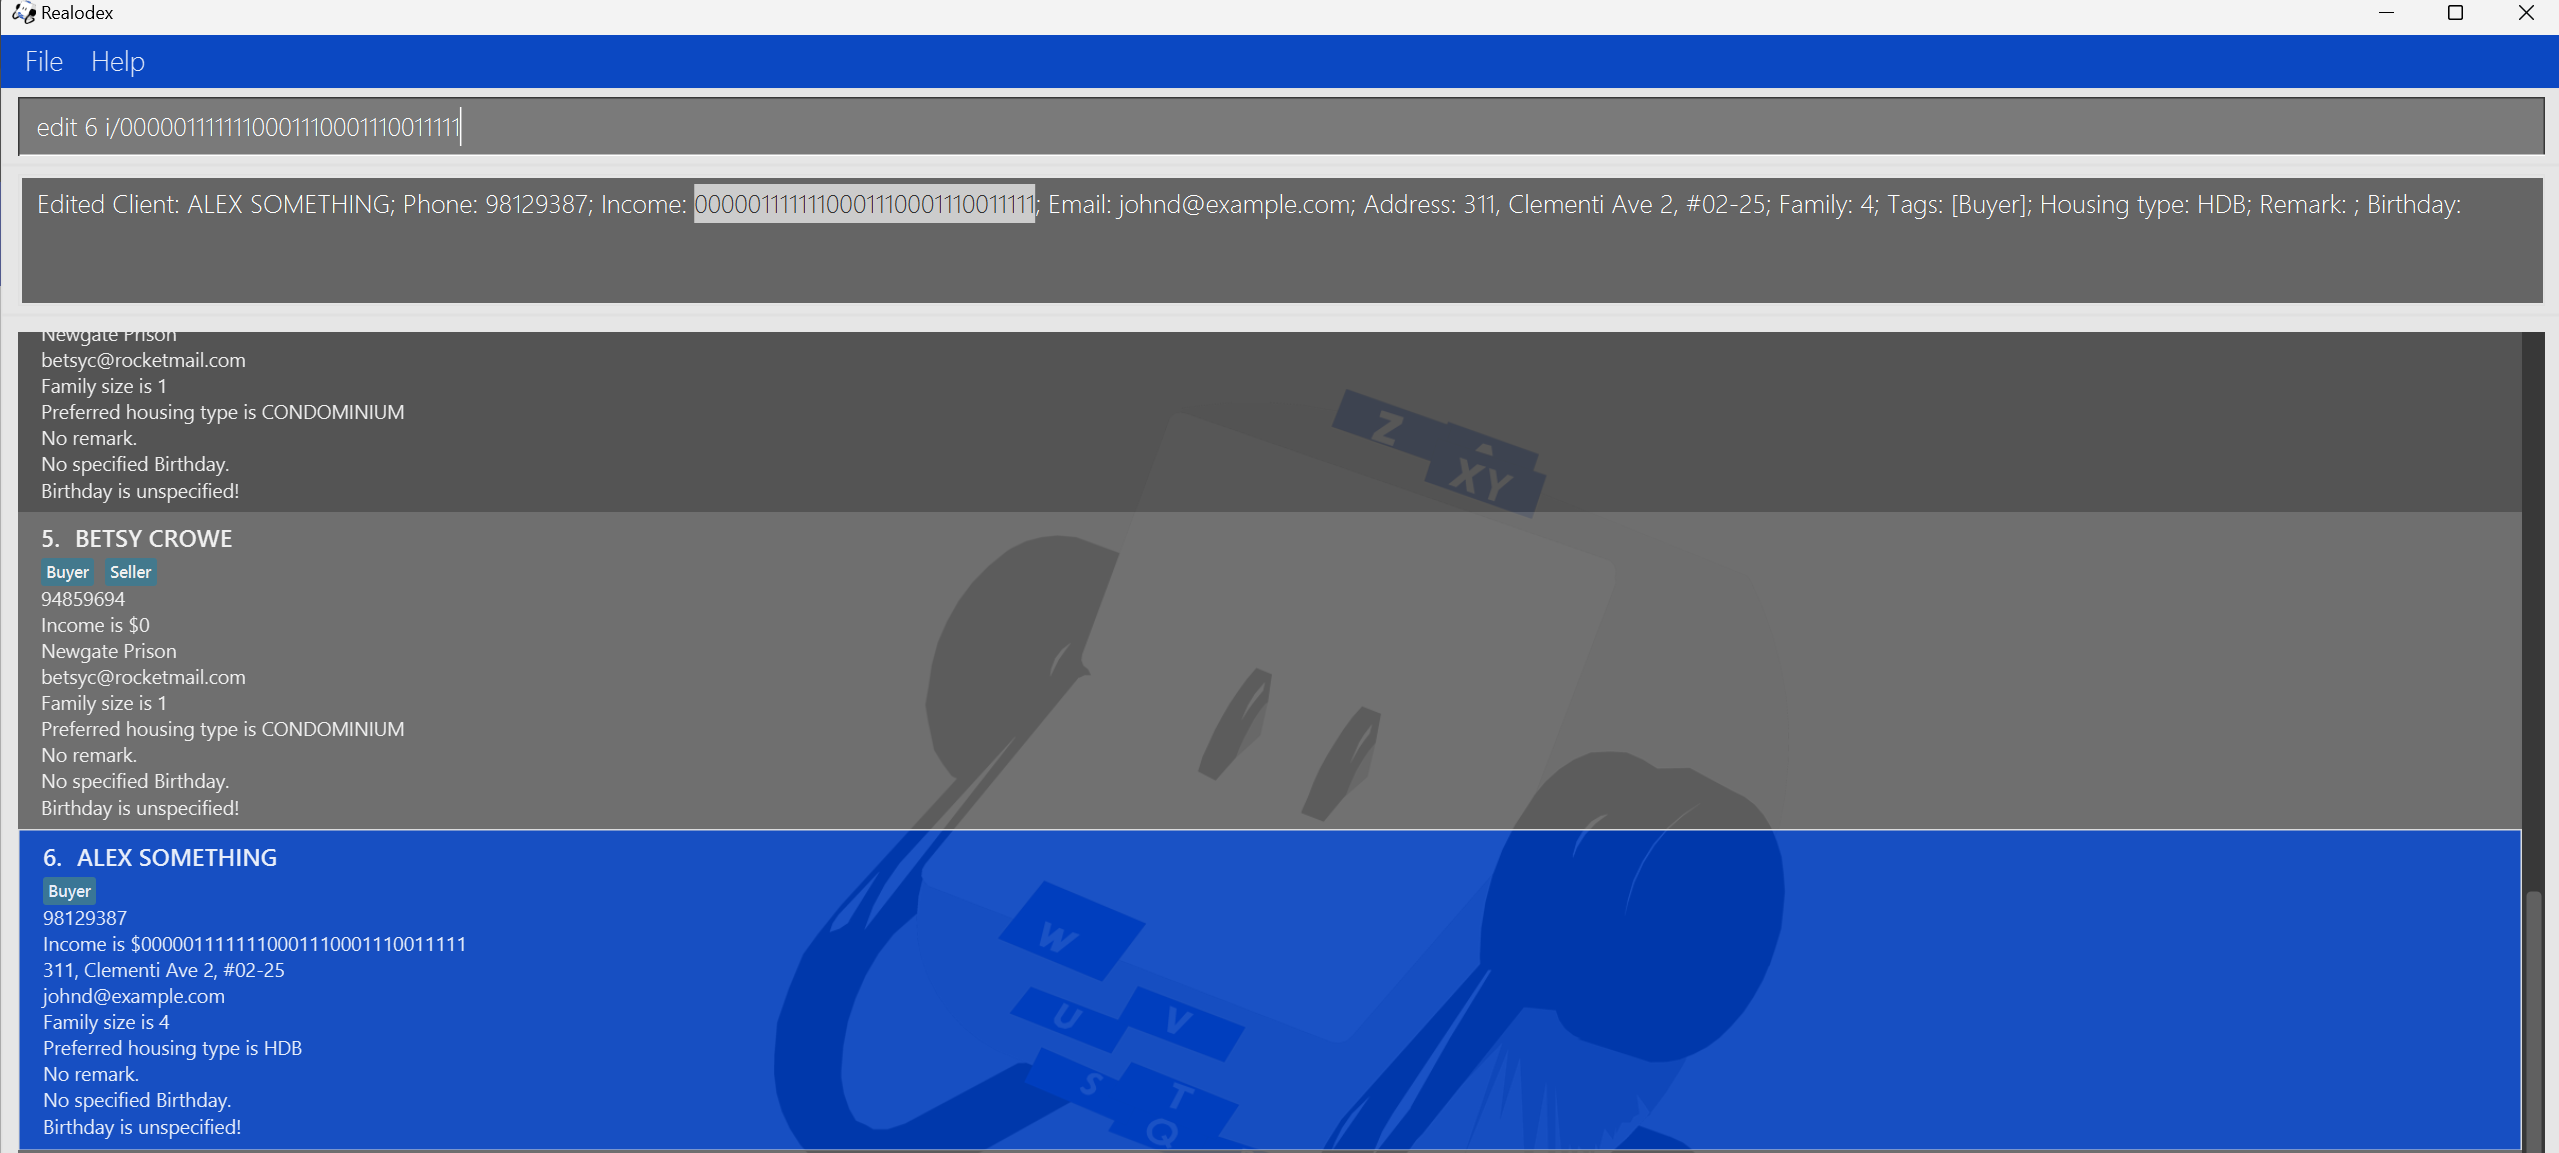 Realodex
File Help
edit 6 i/0000011111110001110001110011111
Edited Client: ALEX SOMETHING; Phone: 98129387; Income: 0000011111110001110001110011111; Email: johnd@example.com; Address: 311, Clementi Ave 2, #02-25; Family: 4; Tags: [Buyer]; Housing type: HDB; Remark: ; Birthday:
Newgate Prison
betsyc@rocketmail.com
Family size is 1
Preferred housing type is CONDOMINIUM
No remark.
No specified Birthday.
Birthday is unspecified!
5. BETSY CROWE
Buyer Seller
94859694
Income is $0
Newgate Prison
betsyc@rocketmail.com
Family size is 1
Preferred housing type is CONDOMINIUM
No remark.
No specified Birthday.
Birthday is unspecified!
6. ALEX SOMETHING
Buyer
98129387
Income is $0000011111110001110001110011111
311, Clementi Ave 2, #02-25
johnd@example.com
Family size is 4
Preferred housing type is HDB
No remark.
No specified Birthday.
Birthday is unspecified!
Z
XY
W
U V
S T
Q